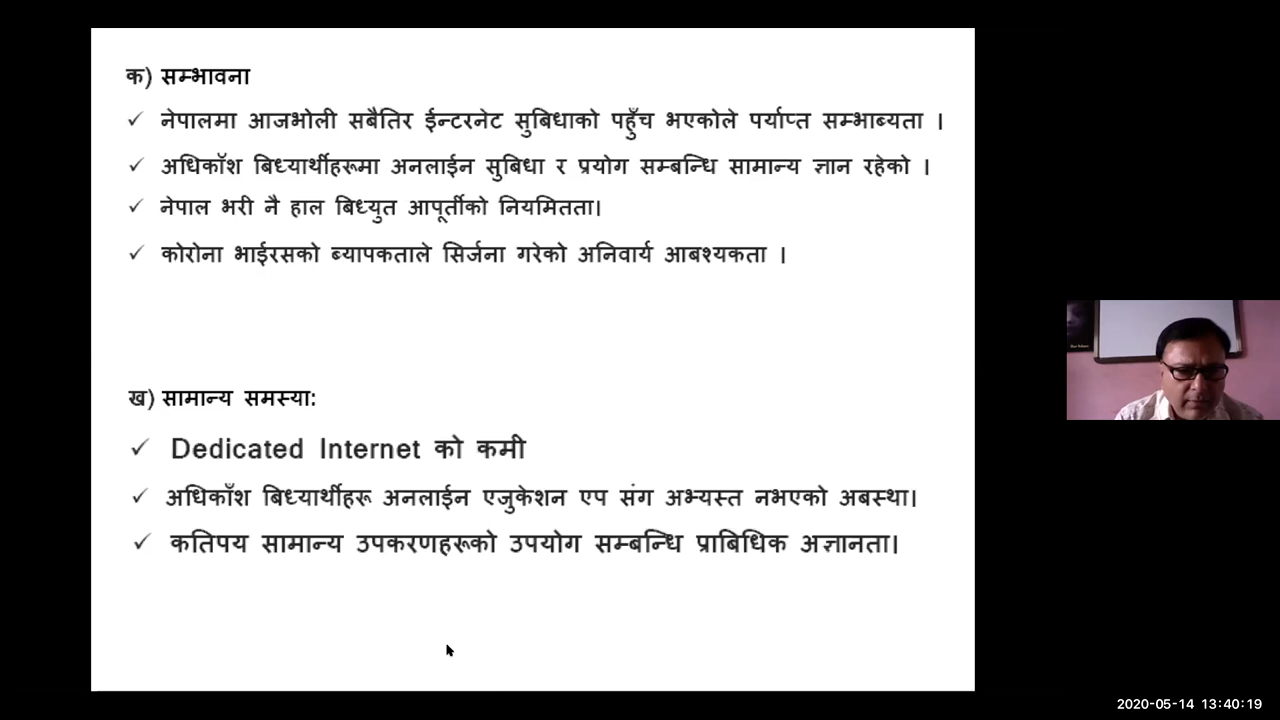 क) सम्भावना
✓ नेपालमा आजभोली सबैतिर ईन्टरनेट सुबिधाको पहुँच भएकोले पर्याप्त सम्भाब्यता ।
✓ अधिकाँश बिध्यार्थीहरूमा अनलाईन सुबिधा र प्रयोग सम्बन्धि सामान्य ज्ञान रहेको ।
✓ नेपाल भरी नै हाल बिध्युत आपूर्तीको नियमितता।
✓ कोरोना भाईरसको ब्यापकताले सिर्जना गरेको अनिवार्य आबश्यकता ।
ख) सामान्य समस्या:
✓ Dedicated Internet को कमी
✓ अधिकाँश बिध्यार्थीहरू अनलाईन एजुकेशन एप संग अभ्यस्त नभएको अबस्था।
✓ कतिपय सामान्य उपकरणहरूको उपयोग सम्बन्धि प्राबिधिक अज्ञानता।
2020-05-14 13:40:19